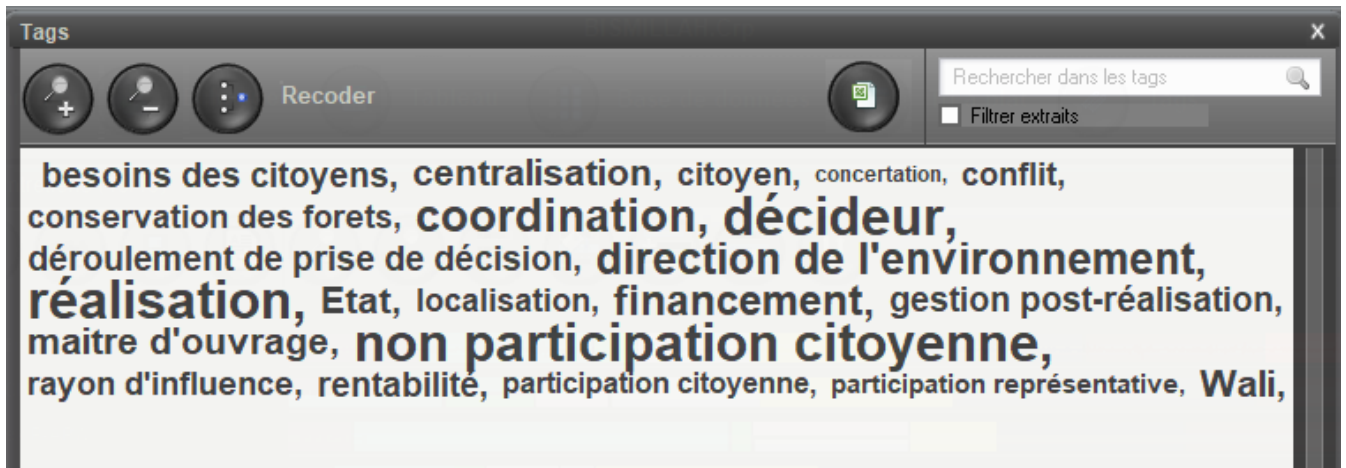 Tags X
Recoder
Rechercher dans les tags
Filtrer extraits
besoins des citoyens, centralisation, citoyen, concertation, conflit,
conservation des forets, coordination, décideur,
déroulement de prise de décision, direction de l'environnement,
réalisation, Etat, localisation, financement, gestion post-réalisation,
maitre d'ouvrage, non participation citoyenne,
rayon d'influence, rentabilité, participation citoyenne, participation représentative, Wali,